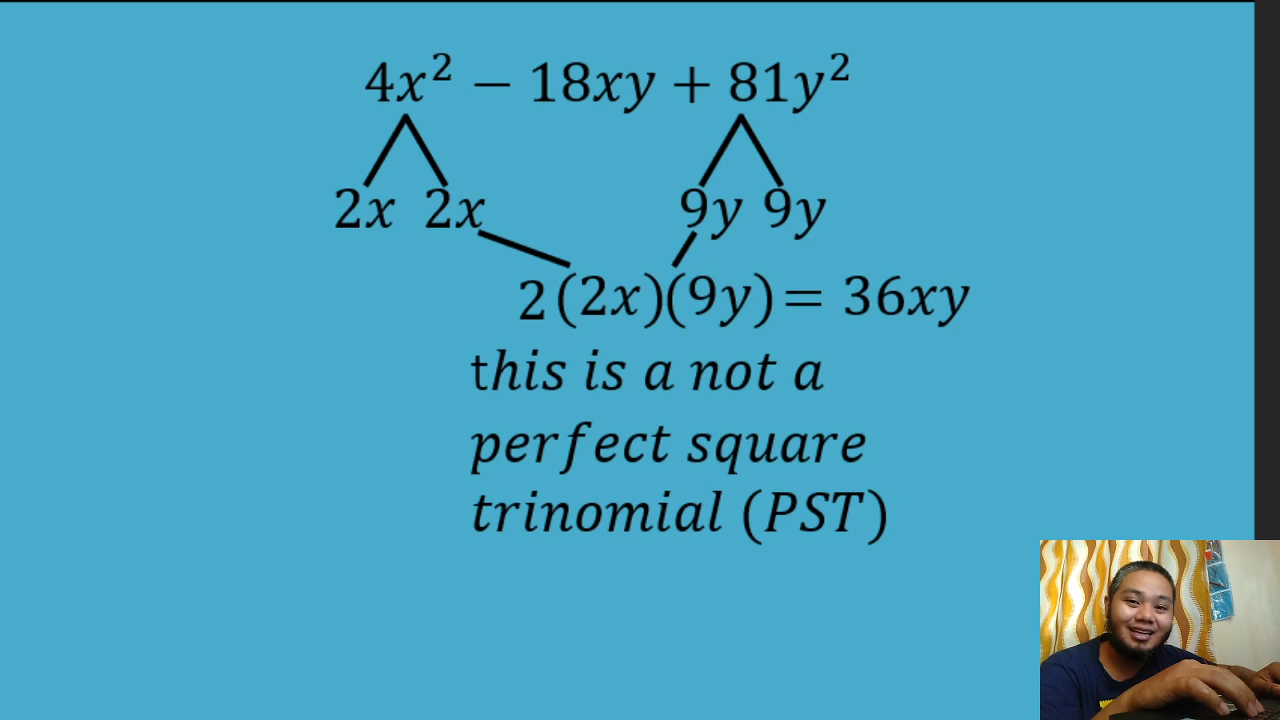 4x² − 18xy + 81y²
2x 2x 9y 9y
2(2x)(9y) = 36xy
this is a not a
perfect square
trinomial (PST)